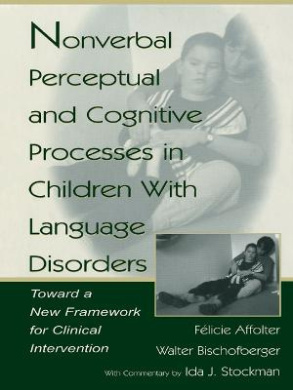 Nonverbal
Perceptual
and Cognitive
Processes in
Children With
Language
Disorders
Toward a
New Framework
for Clinical
Intervention
Félicie Affolter
Walter Bischofberger
With Commentary by Ida J. Stockman